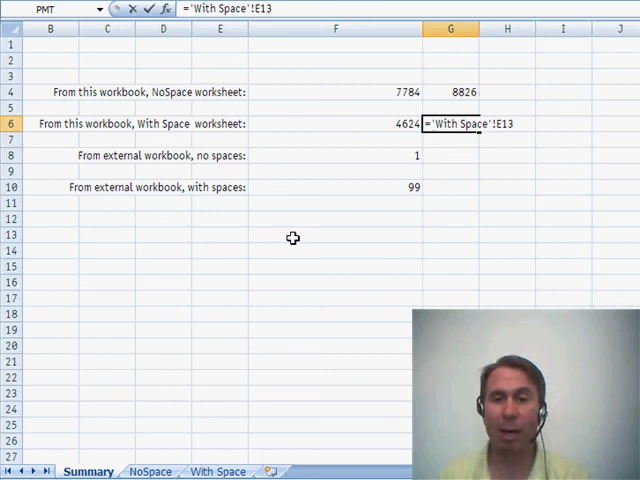 PMT
='With Space'!E13
B C D E F G H I J
1
2
3
4 From this workbook, NoSpace worksheet: 7784 8826
5
6 From this workbook, With Space worksheet: 4624 ='With Space'!E13
7
8 From external workbook, no spaces: 1
9
10 From external workbook, with spaces: 99
11
12
13
14
15
16
17
18
19
20
21
22
23
24
25
26
27
Summary NoSpace With Space